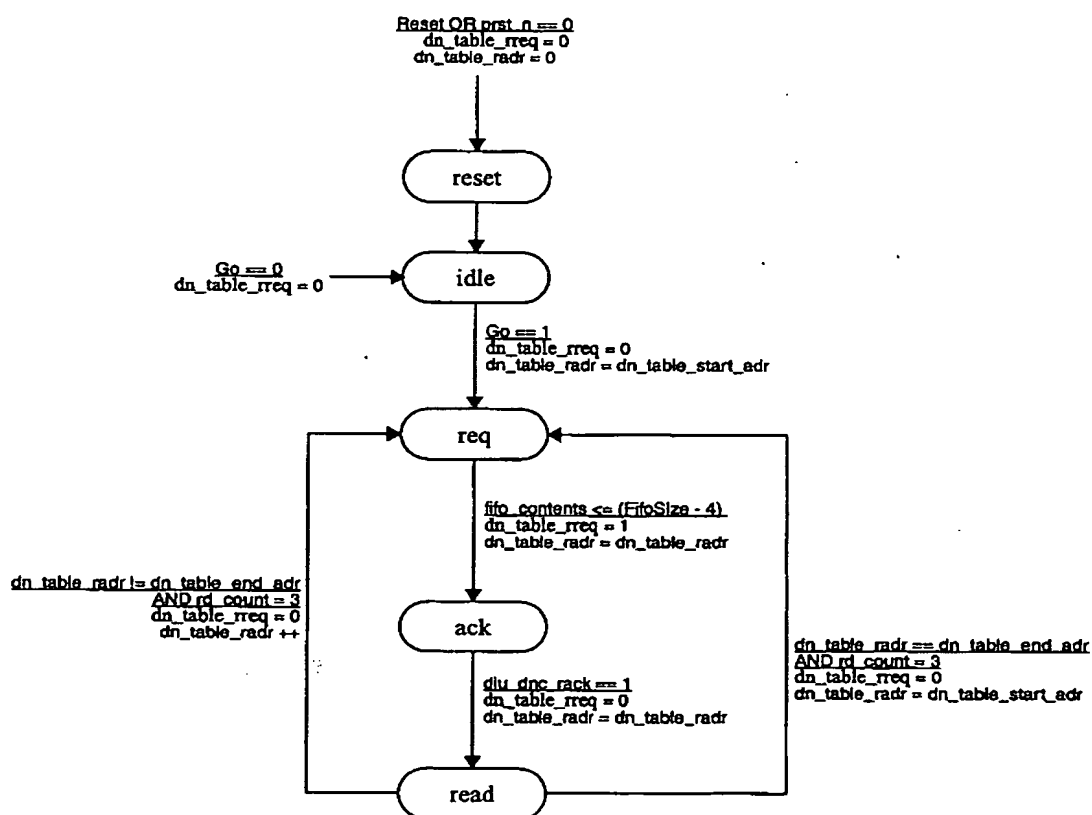 Reset OR prst_n == 0
dn_table_rreq = 0
dn_table_radr = 0
reset
Go == 0
dn_table_rreq = 0
idle
Go == 1
dn_table_rreq = 0
dn_table_radr = dn_table_start_adr
req
fifo_contents <= (FifoSize - 4)
dn_table_rreq = 1
dn_table_radr = dn_table_radr
dn_table_radr != dn_table_end_adr
AND rd_count = 3
dn_table_rreq = 0
dn_table_radr ++
ack
dn_table_radr == dn_table_end_adr
AND rd_count = 3
dn_table_rreq = 0
dn_table_radr = dn_table_start_adr
diu_dnc_rack == 1
dn_table_rreq = 0
dn_table_radr = dn_table_radr
read